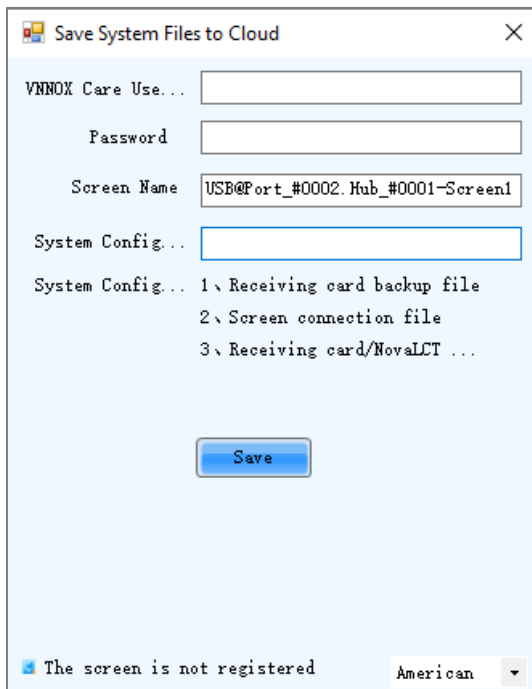 Save System Files to Cloud
VNNOX Care Use...
Password
Screen Name USB@Port_#0002.Hub_#0001-Screen1
System Config...
System Config... 1、Receiving card backup file
2、Screen connection file
3、Receiving card/NovaLCT ...
Save
The screen is not registered American